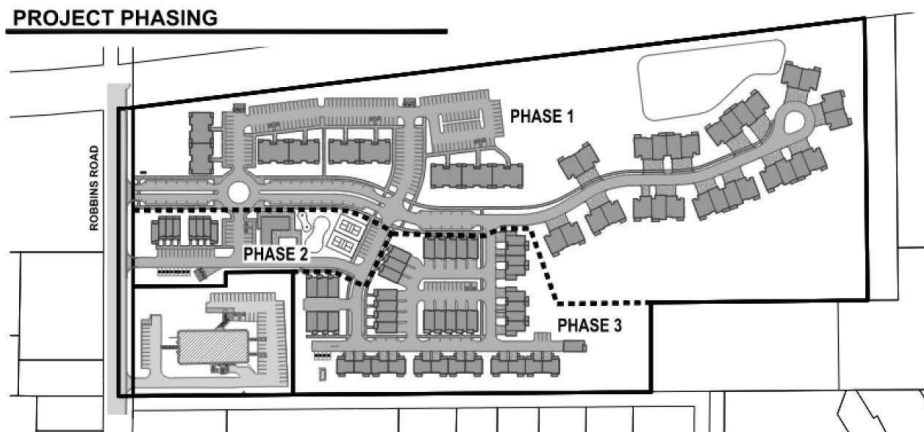 PROJECT PHASING
PHASE 1
ROBBINS ROAD
PHASE 2
PHASE 3